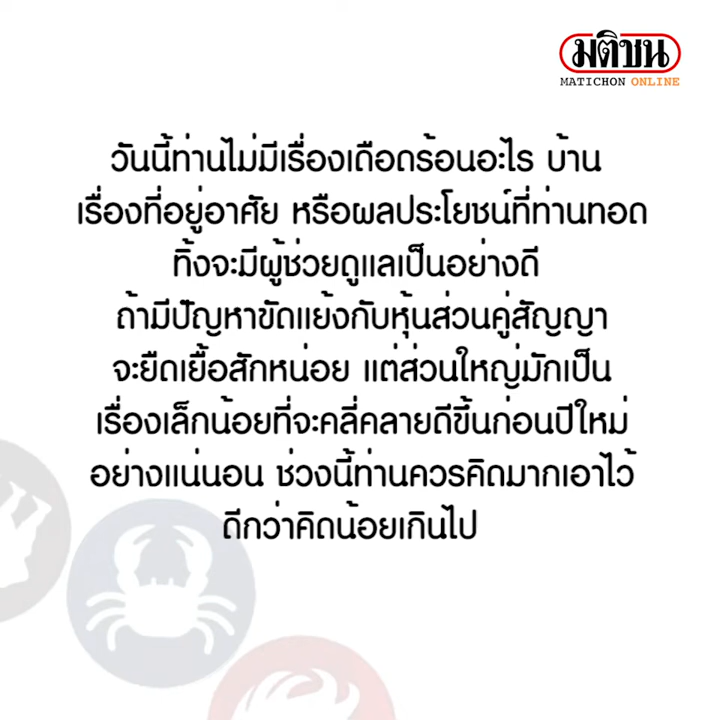 มติชน
MATICHON ONLINE
วันนี้ท่านไม่มีเรื่องเดือดร้อนอะไร บ้าน
เรื่องที่อยู่อาศัย หรือผลประโยชน์ที่ท่านทอด
ทิ้งจะมีผู้ช่วยดูแลเป็นอย่างดี
ถ้ามีปัญหาขัดแย้งกับหุ้นส่วนคู่สัญญา
จะยืดเยื้อสักหน่อย แต่ส่วนใหญ่มักเป็น
เรื่องเล็กน้อยที่จะคลี่คลายดีขึ้นก่อนปีใหม่
อย่างแน่นอน ช่วงนี้ท่านควรคิดมากเอาไว้
ดีกว่าคิดน้อยเกินไป